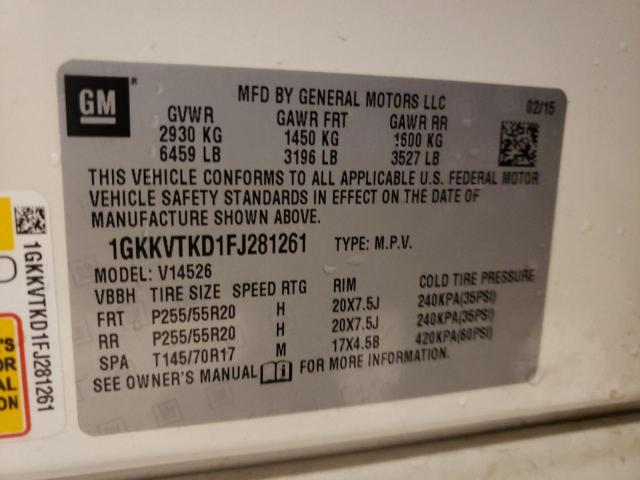 GM
MFD BY GENERAL MOTORS LLC
02/15
GVWR GAWR FRT GAWR RR
2930 KG 1450 KG 1600 KG
6459 LB 3196 LB 3527 LB
THIS VEHICLE CONFORMS TO ALL APPLICABLE U.S. FEDERAL MOTOR
VEHICLE SAFETY STANDARDS IN EFFECT ON THE DATE OF
MANUFACTURE SHOWN ABOVE.
1GKKVTKD1FJ281261 TYPE: M.P.V.
MODEL: V14526
VBBH TIRE SIZE SPEED RTG RIM COLD TIRE PRESSURE
FRT P255/55R20 H 20X7.5J 240KPA(35PSI)
RR P255/55R20 H 20X7.5J 240KPA(35PSI)
SPA T145/70R17 M 17X4.5B 420KPA(60PSI)
SEE OWNER'S MANUAL FOR MORE INFORMATION.
1GKKVTKD1FJ281261
'S
OR
AL
ON